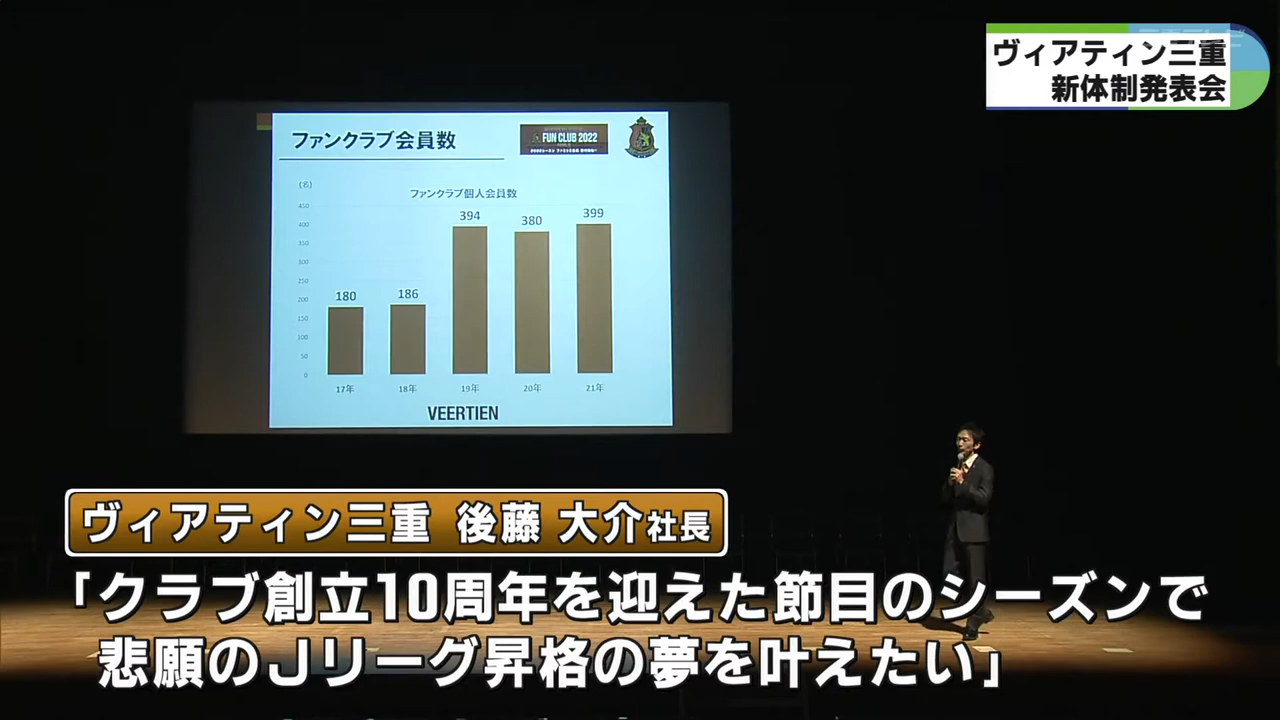 ヴィアティン三重
新体制発表会
ファンクラブ会員数
FUN CLUB 2022
(名)
ファンクラブ個人会員数
450
400
350
300
250
200
150
100
50
0
180
186
394
380
399
17年
18年
19年
20年
21年
VEERTIEN
ヴィアティン三重 後藤 大介社長
「クラブ創立10周年を迎えた節目のシーズンで
悲願のJリーグ昇格の夢を叶えたい」